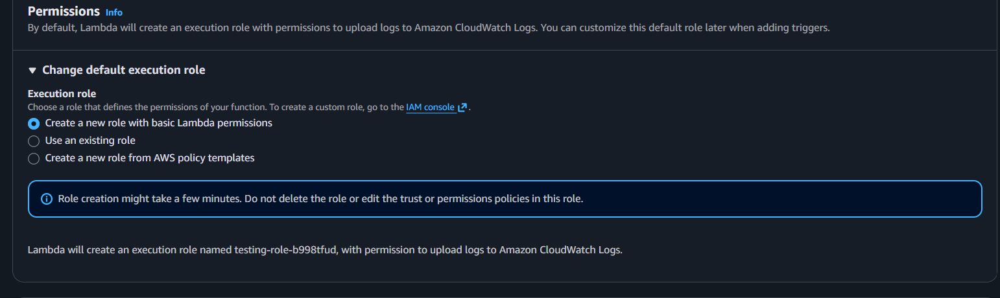 Permissions Info
By default, Lambda will create an execution role with permissions to upload logs to Amazon CloudWatch Logs. You can customize this default role later when adding triggers.
Change default execution role
Execution role
Choose a role that defines the permissions of your function. To create a custom role, go to the IAM console.
Create a new role with basic Lambda permissions
Use an existing role
Create a new role from AWS policy templates
Role creation might take a few minutes. Do not delete the role or edit the trust or permissions policies in this role.
Lambda will create an execution role named testing-role-b998tfud, with permission to upload logs to Amazon CloudWatch Logs.